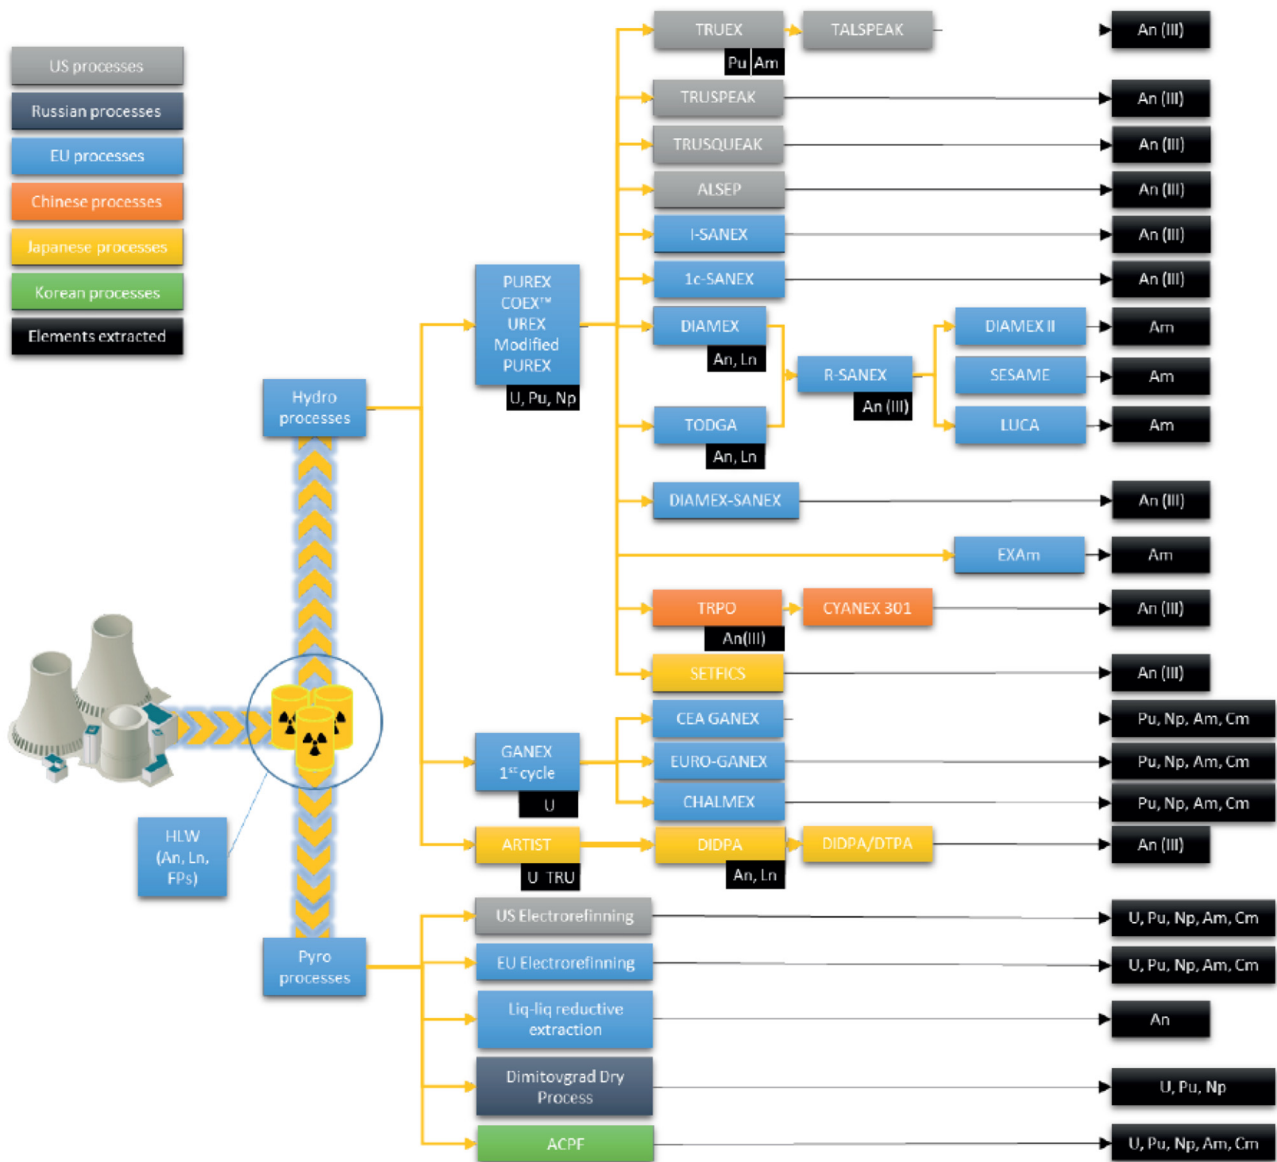 US processes
Russian processes
EU processes
Chinese processes
Japanese processes
Korean processes
Elements extracted
HLW
(An, Ln,
FPs)
Hydro
processes
Pyro
processes
PUREX
COEX™
UREX
Modified
PUREX
U, Pu, Np
TRUEX
Pu Am
TALSPEAK
An (III)
TRUSPEAK
An (III)
TRUSQUEAK
An (III)
ALSEP
An (III)
I-SANEX
An (III)
1c-SANEX
An (III)
DIAMEX
An, Ln
TODGA
An, Ln
R-SANEX
An (III)
DIAMEX II
Am
SESAME
Am
LUCA
Am
DIAMEX-SANEX
An (III)
EXAm
Am
TRPO
An(III)
CYANEX 301
An (III)
SETFICS
An (III)
GANEX
1st cycle
U
CEA GANEX
Pu, Np, Am, Cm
EURO-GANEX
Pu, Np, Am, Cm
CHALMEX
Pu, Np, Am, Cm
ARTIST
U TRU
DIDPA
An, Ln
DIDPA/DTPA
An (III)
US Electrorefinning
U, Pu, Np, Am, Cm
EU Electrorefinning
U, Pu, Np, Am, Cm
Liq-liq reductive
extraction
An
Dimitovgrad Dry
Process
U, Pu, Np
ACPF
U, Pu, Np, Am, Cm